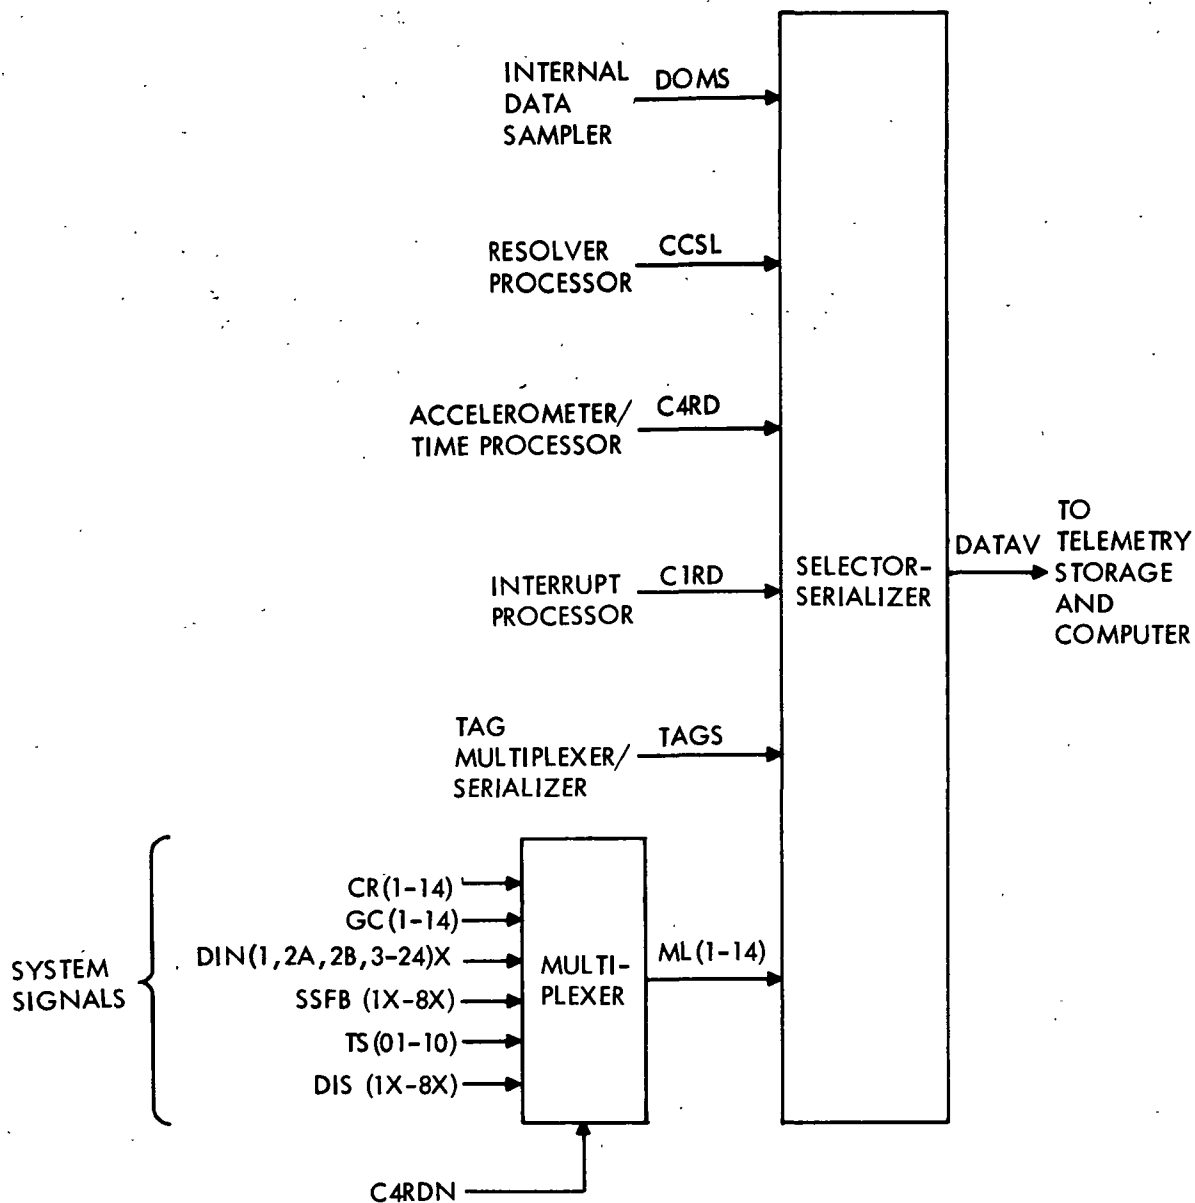 INTERNAL
DATA
SAMPLER
DOMS
RESOLVER
PROCESSOR
CCSL
ACCELEROMETER/
TIME PROCESSOR
C4RD
INTERRUPT
PROCESSOR
C1RD
TAG
MULTIPLEXER/
SERIALIZER
TAGS
SYSTEM
SIGNALS
CR(1-14)
GC(1-14)
DIN(1,2A,2B,3-24)X
SSFB (1X-8X)
TS(01-10)
DIS (1X-8X)
C4RDN
MULTI-
PLEXER
ML(1-14)
SELECTOR-
SERIALIZER
DATAV
TO
TELEMETRY
STORAGE
AND
COMPUTER